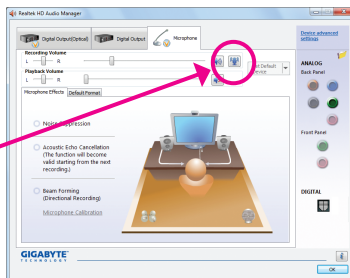 Realtek HD Audio Manager
Digital Output(Optical)
Digital Output
Microphone
Device advanced
settings
Recording Volume
L
R
Set Default
Device
Playback Volume
L
R
Microphone Effects
Default Format
Noise Suppression
Acoustic Echo Cancellation
(The function will become
valid starting from the next
recording.)
Beam Forming
(Directional Recording)
Microphone Calibration
ANALOG
Back Panel
Front Panel
DIGITAL
GIGABYTE
TECHNOLOGY
OK